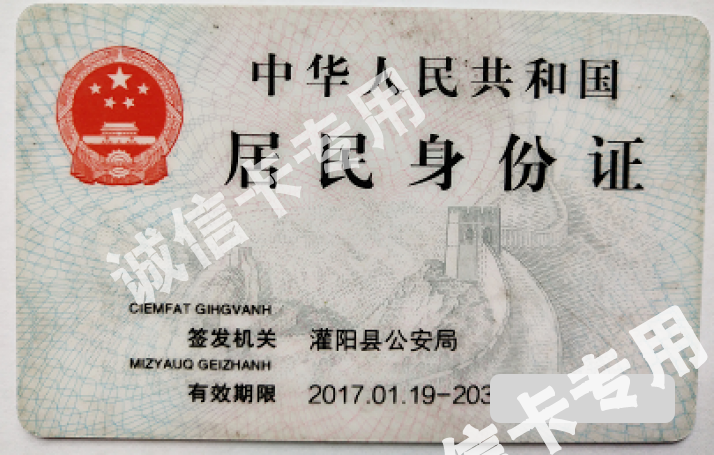 中华人民共和国
居民身份证
诚信卡专用
CIEMFAT GIHGVANH
签发机关 灌阳县公安局
MIZYAUQ GEIZHANH
有效期限 2017.01.19-203
信卡专用